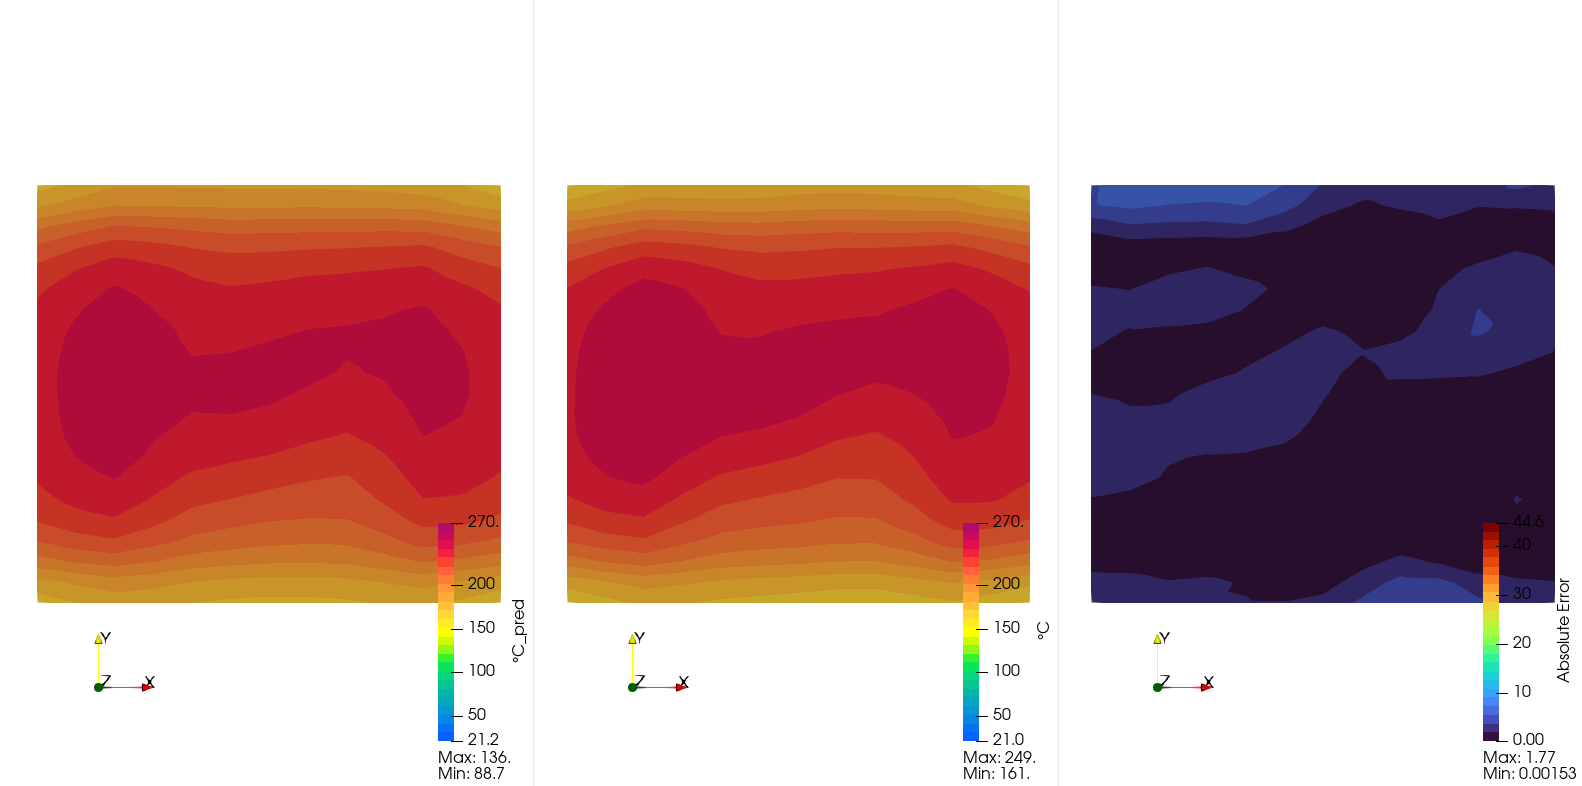 270.
200
150
100
50
21.2
°C_pred
Max: 136.
Min: 88.7
Y
Z
X
270.
200
150
100
50
21.0
°C
Max: 249.
Min: 161.
Y
Z
X
44.6
40
30
20
10
0.00
Absolute Error
Max: 1.77
Min: 0.00153
Y
Z
X